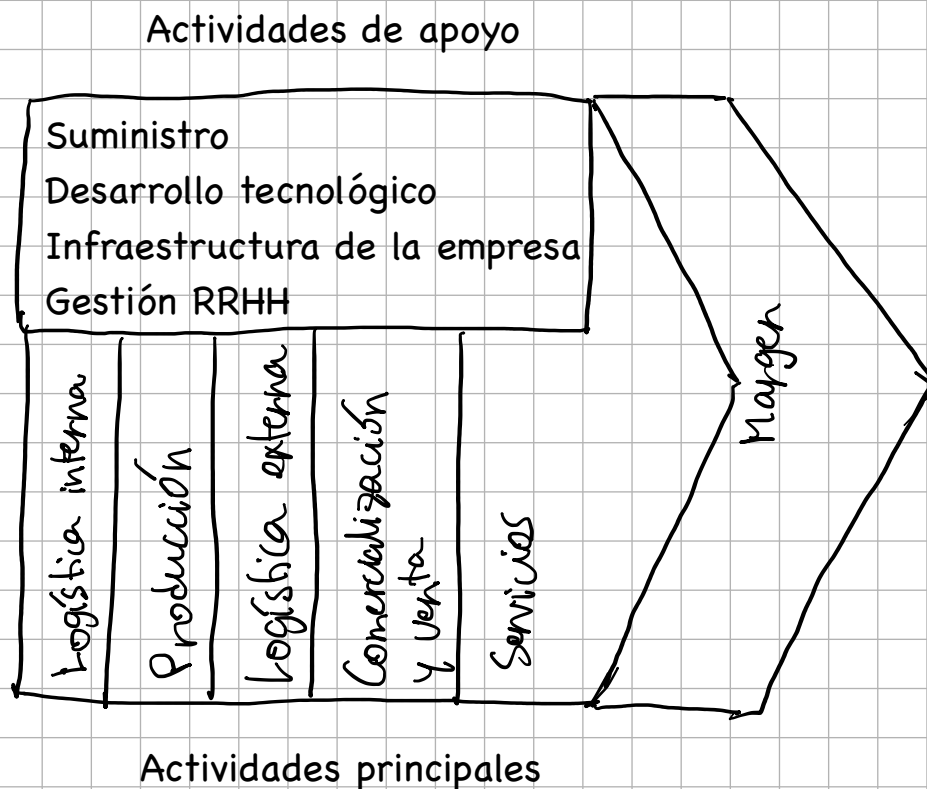 Actividades de apoyo
Suministro
Desarrollo tecnológico
Infraestructura de la empresa
Gestión RRHH
Logística interna
Producción
Logística externa
Comercialización
y venta
Servicios
Margen
Actividades principales